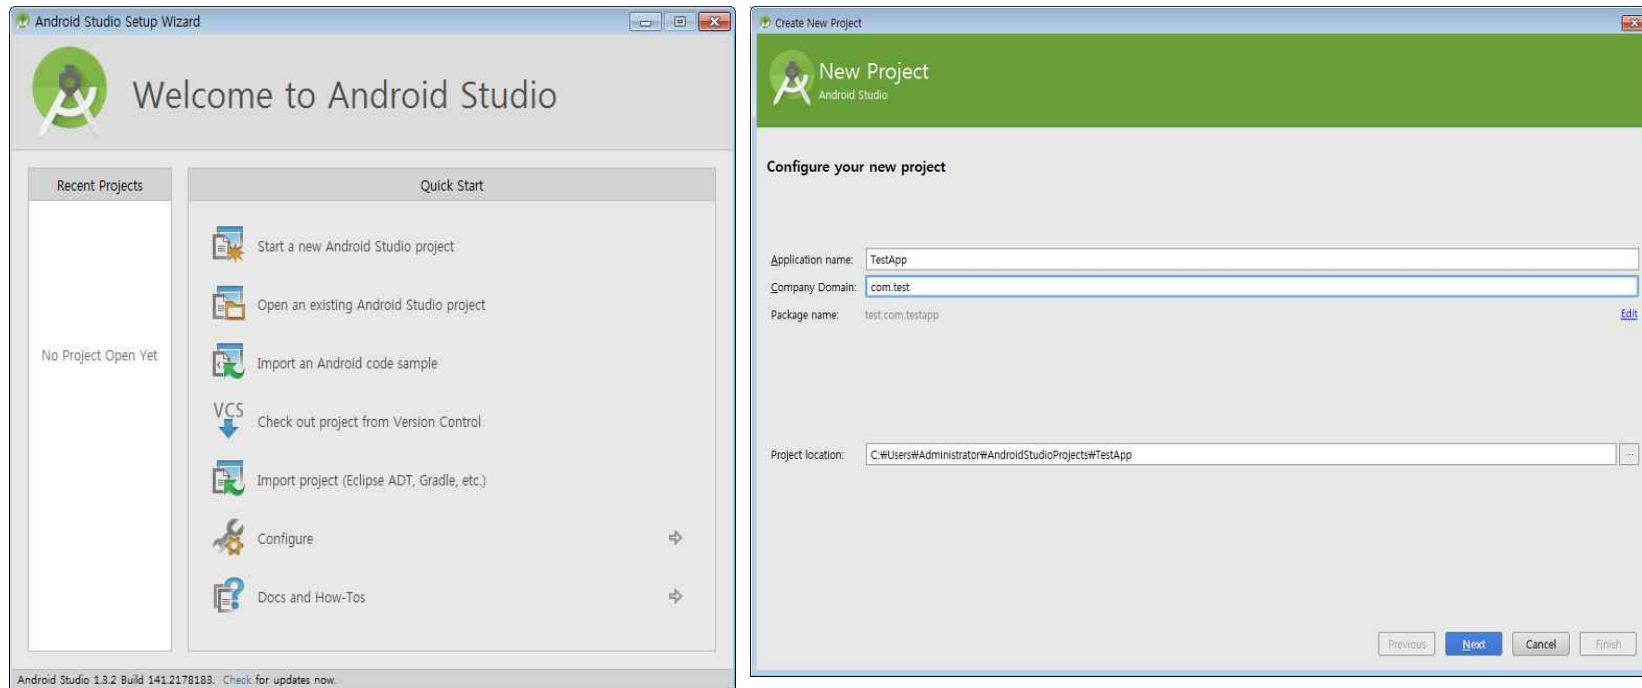 Android Studio Setup Wizard
Welcome to Android Studio
Recent Projects
No Project Open Yet
Quick Start
Start a new Android Studio project
Open an existing Android Studio project
Import an Android code sample
VCS
Check out project from Version Control
Import project (Eclipse ADT, Gradle, etc.)
Configure
Docs and How-Tos
Android Studio 1.3.2 Build 141.2178183. Check for updates now.
Create New Project
New Project
Android Studio
Configure your new project
Application name: TestApp
Company Domain: com.test
Package name: test.com.testapp Edit
Project location: C:₩Users₩Administrator₩AndroidStudioProjects₩TestApp ...
Previous Next Cancel Finish